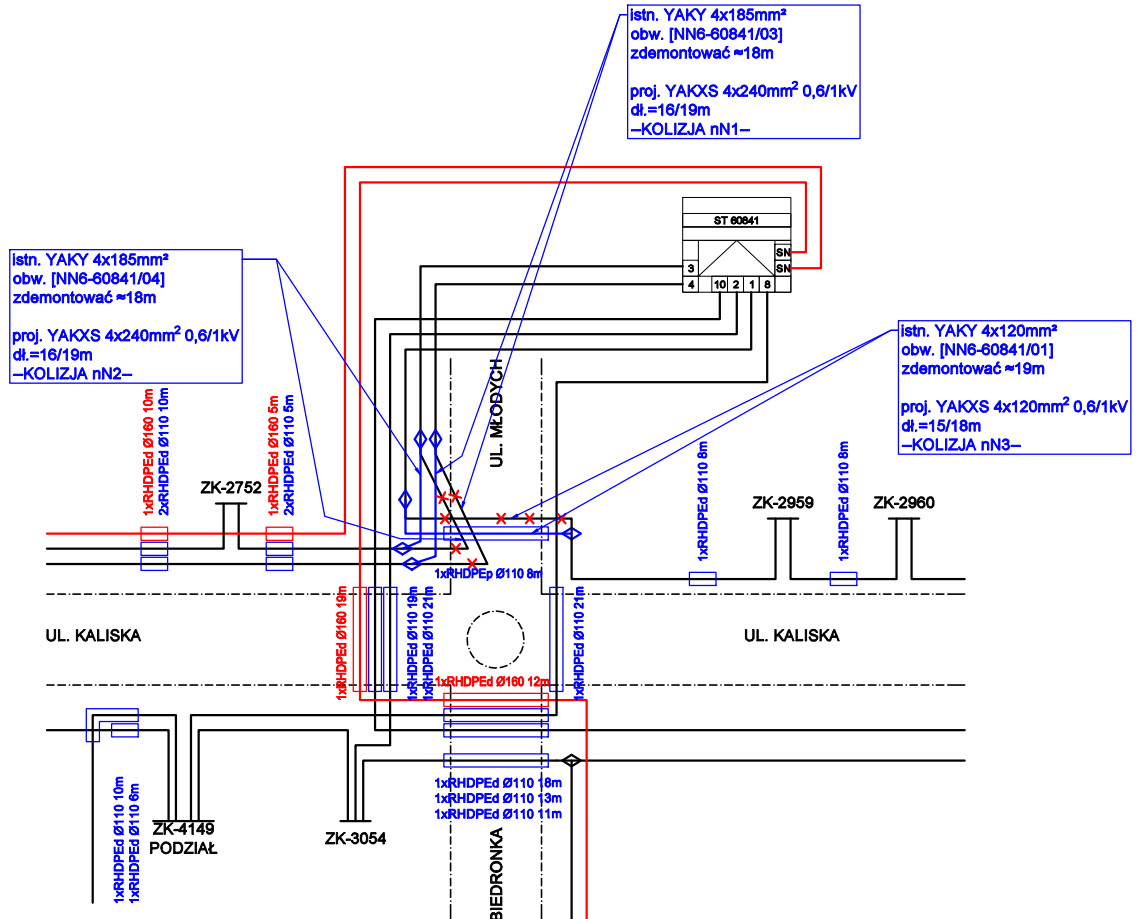 istn. YAKY 4x185mm²
obw. [NN6-60841/03]
zdemontować ≈18m
proj. YAKXS 4x240mm² 0,6/1kV
dł.=16/19m
–KOLIZJA nN1–
ST 60841
SN
SN
3
4
10 2 1 8
istn. YAKY 4x185mm²
obw. [NN6-60841/04]
zdemontować ≈18m
proj. YAKXS 4x240mm² 0,6/1kV
dł.=16/19m
–KOLIZJA nN2–
istn. YAKY 4x120mm²
obw. [NN6-60841/01]
zdemontować ≈19m
proj. YAKXS 4x120mm² 0,6/1kV
dł.=15/18m
–KOLIZJA nN3–
UL. MŁODYCH
1xRHDPEd Ø160 10m
2xRHDPEd Ø110 10m
1xRHDPEd Ø160 5m
2xRHDPEd Ø110 5m
ZK-2752
1xRHDPEd Ø110 8m
ZK-2959
1xRHDPEd Ø110 8m
ZK-2960
1xRHDPEp Ø110 8m
UL. KALISKA
UL. KALISKA
1xRHDPEd Ø160 19m
1xRHDPEd Ø110 19m
1xRHDPEd Ø110 21m
1xRHDPEd Ø110 21m
1xRHDPEd Ø160 12m
1xRHDPEd Ø110 18m
1xRHDPEd Ø110 13m
1xRHDPEd Ø110 11m
1xRHDPEd Ø110 10m
1xRHDPEd Ø110 6m
ZK-4149
PODZIAŁ
ZK-3054
BIEDRONKA